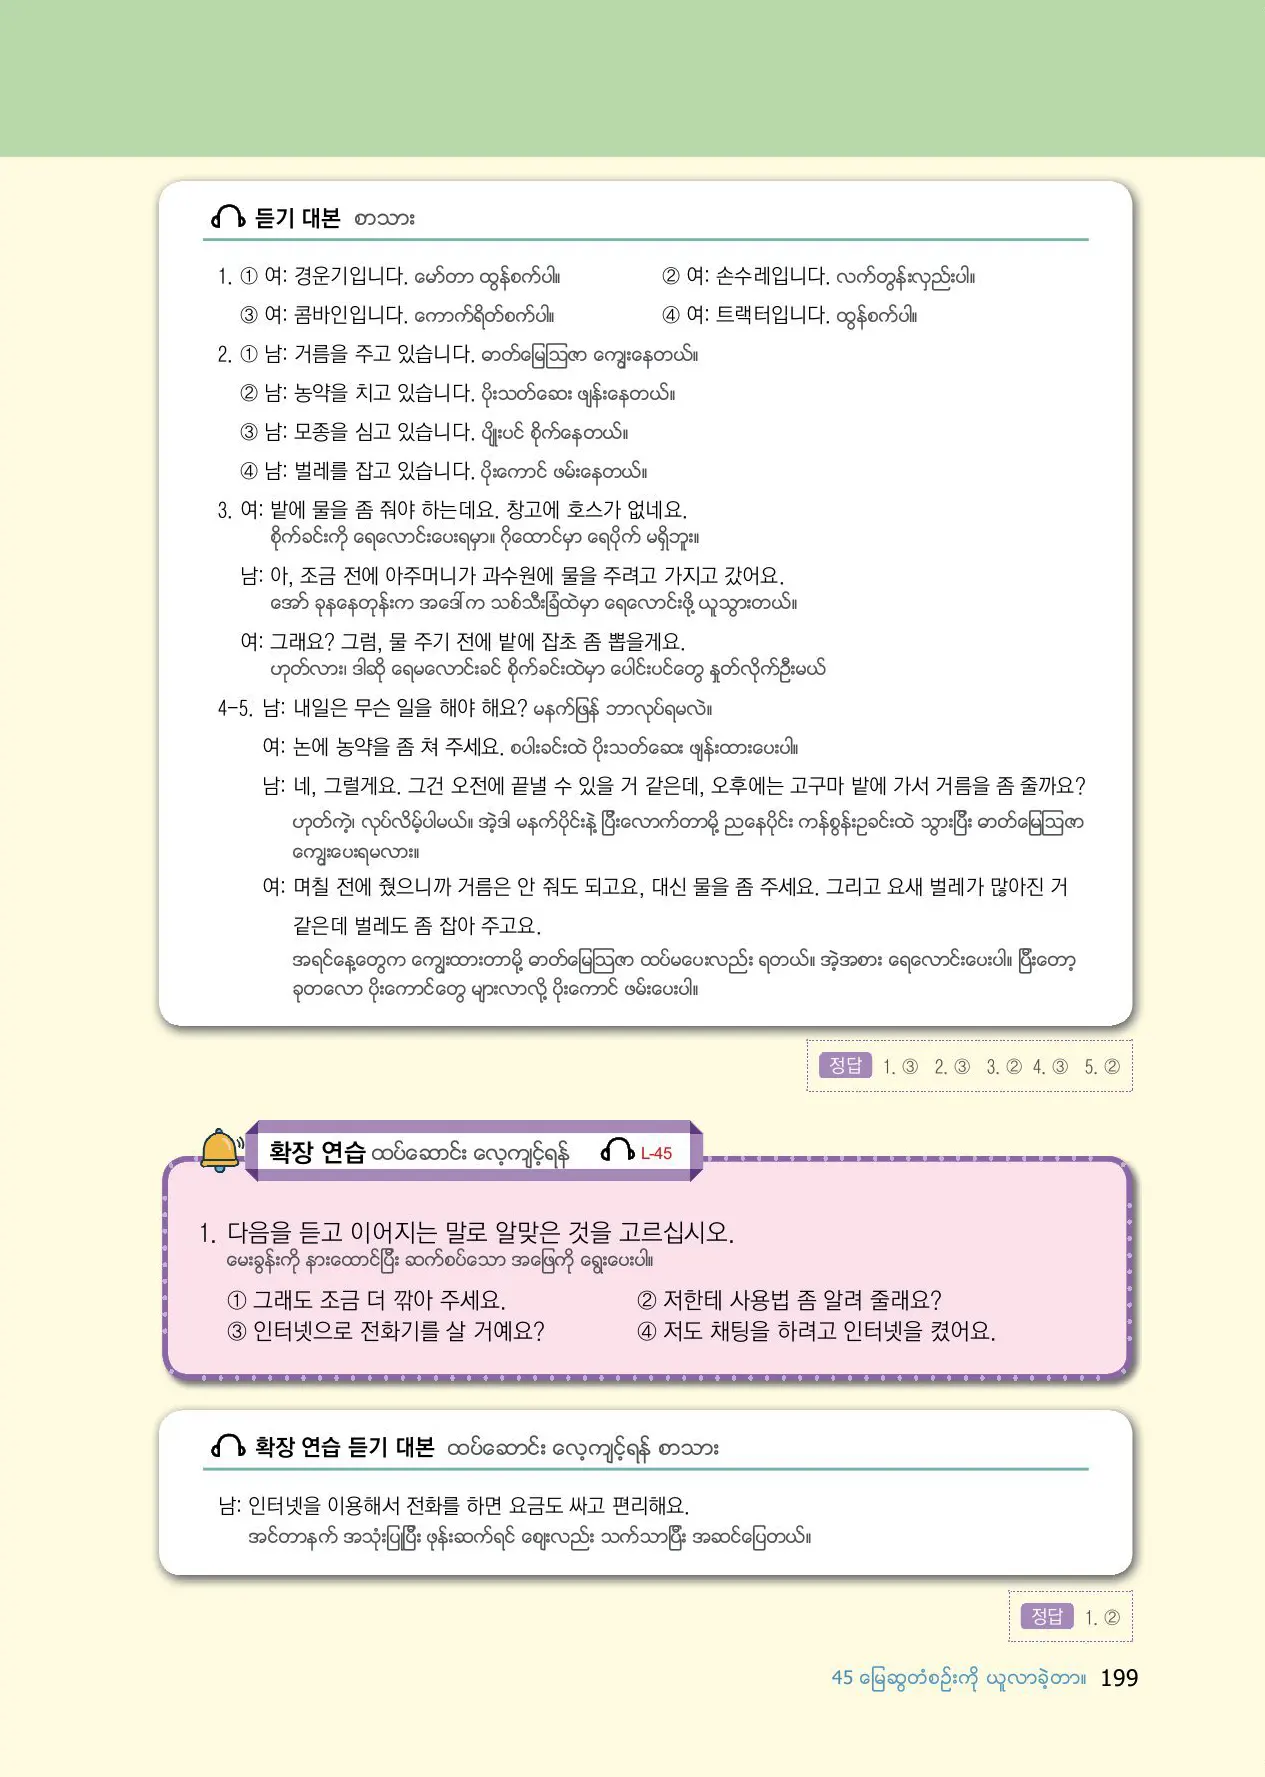 듣기 대본 စာသား
1. ① 여: 경운기입니다. မော်တာ ထွန်စက်ပါ။ ② 여: 손수레입니다. လက်တွန်းလှည်းပါ။
③ 여: 콤바인입니다. ကောက်ရိတ်စက်ပါ။ ④ 여: 트랙터입니다. ထွန်စက်ပါ။
2. ① 남: 거름을 주고 있습니다. ဓာတ်မြေဩဇာ ကျွေးနေတယ်။
② 남: 농약을 치고 있습니다. ပိုးသတ်ဆေး ဖျန်းနေတယ်။
③ 남: 모종을 심고 있습니다. ပျိုးပင် စိုက်နေတယ်။
④ 남: 벌레를 잡고 있습니다. ပိုးကောင် ဖမ်းနေတယ်။
3. 여: 밭에 물을 좀 줘야 하는데요. 창고에 호스가 없네요.
စိုက်ခင်းကို ရေလောင်းပေးရမှာ။ ဂိုထောင်မှာ ရေပိုက် မရှိဘူး။
남: 아, 조금 전에 아주머니가 과수원에 물을 주려고 가지고 갔어요.
အော် ခုနနေတုန်းက အဒေါ်က သစ်သီးခြံထဲမှာ ရေလောင်းဖို့ ယူသွားတယ်။
여: 그래요? 그럼, 물 주기 전에 밭에 잡초 좀 뽑을게요.
ဟုတ်လား၊ ဒါဆို ရေမလောင်းခင် စိုက်ခင်းထဲမှာ ပေါင်းပင်တွေ နှုတ်လိုက်ဦးမယ်
4-5. 남: 내일은 무슨 일을 해야 해요? မနက်ဖြန် ဘာလုပ်ရမလဲ။
여: 논에 농약을 좀 쳐 주세요. စပါးခင်းထဲ ပိုးသတ်ဆေး ဖျန်းထားပေးပါ။
남: 네, 그럴게요. 그건 오전에 끝낼 수 있을 거 같은데, 오후에는 고구마 밭에 가서 거름을 좀 줄까요?
ဟုတ်ကဲ့၊ လုပ်လိမ့်ပါမယ်။ အဲ့ဒါ မနက်ပိုင်းနဲ့ ပြီးလောက်တာမို့ ညနေပိုင်း ကန်စွန်းဥခင်းထဲ သွားပြီး ဓာတ်မြေဩဇာ
ကျွေးပေးရမလား။
여: 며칠 전에 줬으니까 거름은 안 줘도 되고요, 대신 물을 좀 주세요. 그리고 요새 벌레가 많아진 거
같은데 벌레도 좀 잡아 주고요.
အရင်နေ့တွေက ကျွေးထားတာမို့ ဓာတ်မြေဩဇာ ထပ်မပေးလည်း ရတယ်။ အဲ့အစား ရေလောင်းပေးပါ။ ပြီးတော့
ခုတလော ပိုးကောင်တွေ များလာလို့ ပိုးကောင် ဖမ်းပေးပါ။
정답 1. ③ 2. ③ 3. ② 4. ③ 5. ②
확장 연습 ထပ်ဆောင်း လေ့ကျင့်ရန် L-45
1. 다음을 듣고 이어지는 말로 알맞은 것을 고르십시오.
မေးခွန်းကို နားထောင်ပြီး ဆက်စပ်သော အဖြေကို ရွေးပေးပါ။
① 그래도 조금 더 깎아 주세요. ② 저한테 사용법 좀 알려 줄래요?
③ 인터넷으로 전화기를 살 거예요? ④ 저도 채팅을 하려고 인터넷을 켰어요.
확장 연습 듣기 대본 ထပ်ဆောင်း လေ့ကျင့်ရန် စာသား
남: 인터넷을 이용해서 전화를 하면 요금도 싸고 편리해요.
အင်တာနက် အသုံးပြုပြီး ဖုန်းဆက်ရင် ဈေးလည်း သက်သာပြီး အဆင်ပြေတယ်။
정답 1. ②
45 မြေဆွတံစဉ်းကို ယူလာခဲ့တာ။ 199